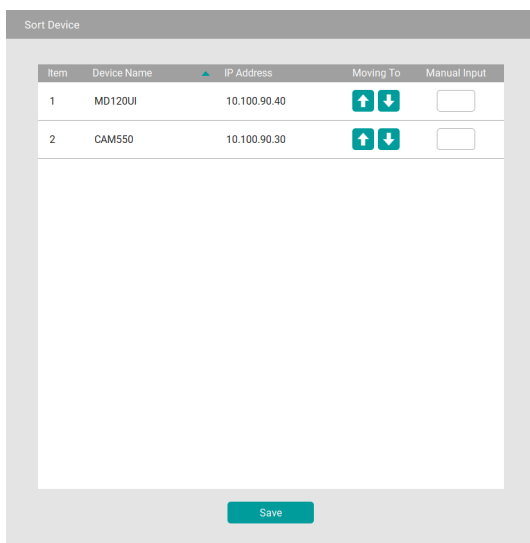 Sort Device
Item Device Name IP Address Moving To Manual Input
1 MD120UI 10.100.90.40
2 CAM550 10.100.90.30
Save